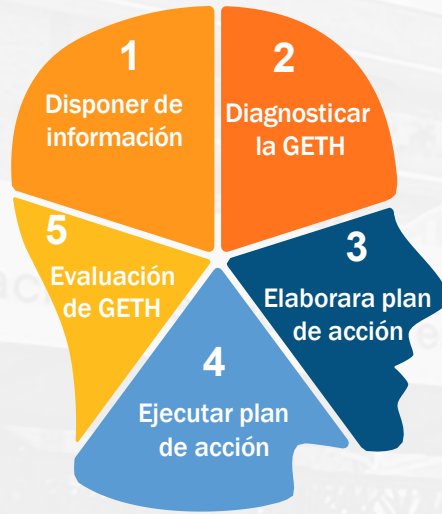 1
Disponer de
información
2
Diagnosticar
la GETH
3
Elaborara plan
de acción
4
Ejecutar plan
de acción
5
Evaluación
de GETH